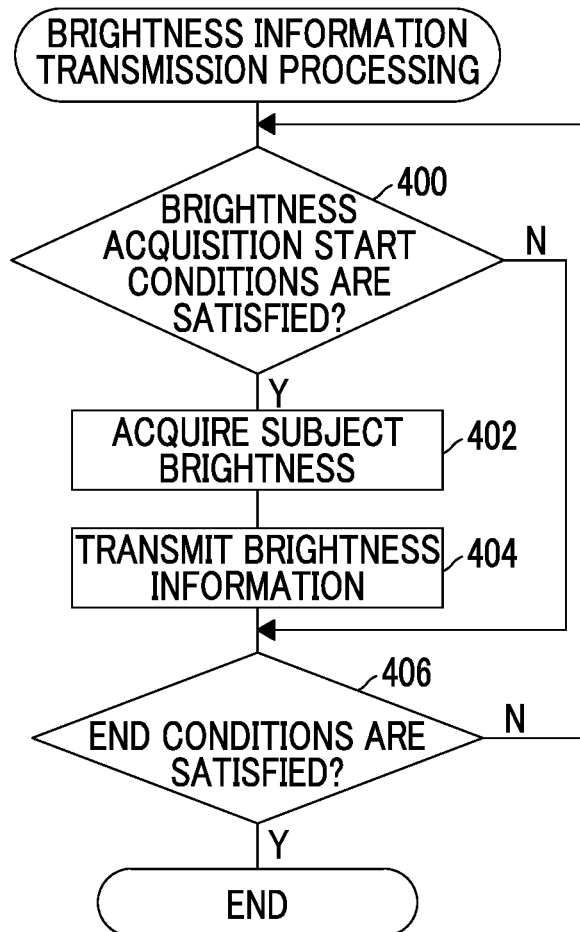 BRIGHTNESS INFORMATION
TRANSMISSION PROCESSING
400
BRIGHTNESS
ACQUISITION START
CONDITIONS ARE
SATISFIED?
N
Y
ACQUIRE SUBJECT
BRIGHTNESS
402
TRANSMIT BRIGHTNESS
INFORMATION
404
406
END CONDITIONS ARE
SATISFIED?
N
Y
END